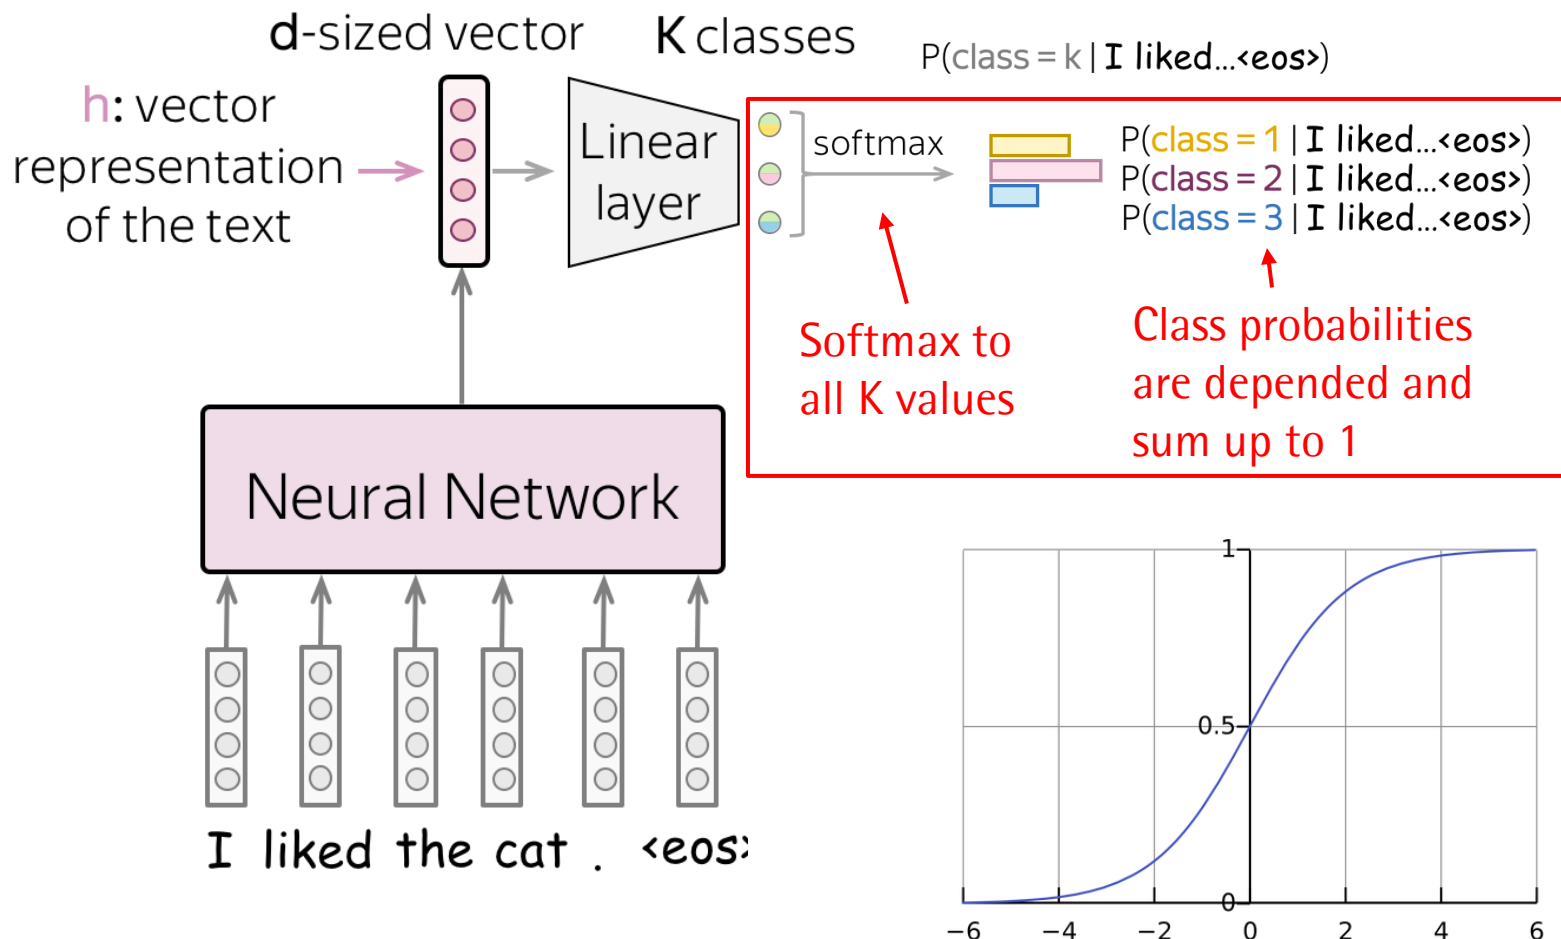 d-sized vector
K classes
P(class = k | I liked...<eos>)
h: vector
representation
of the text
Linear
layer
softmax
P(class = 1 | I liked...<eos>)
P(class = 2 | I liked...<eos>)
P(class = 3 | I liked...<eos>)
Softmax to
all K values
Class probabilities
are depended and
sum up to 1
Neural Network
I liked the cat . <eos>
1
0.5
0
−6 −4 −2 0 2 4 6